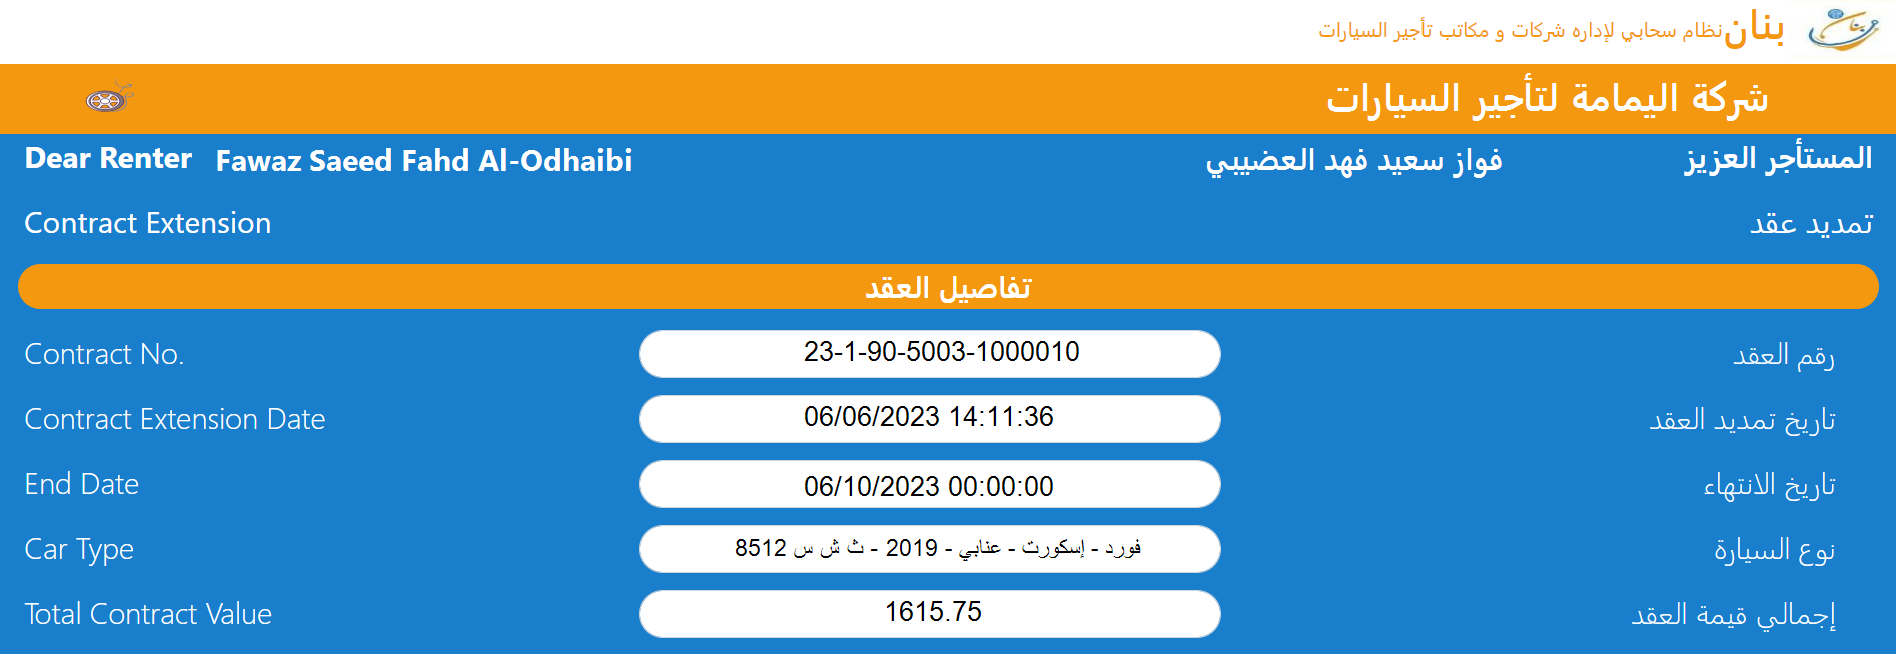 بنان نظام سحابي لإداره شركات و مكاتب تأجير السيارات
شركة اليمامة لتأجير السيارات
المستأجر العزيز فواز سعيد فهد العضيبي
Dear Renter Fawaz Saeed Fahd Al-Odhaibi
تمديد عقد
Contract Extension
تفاصيل العقد
Contract No. 23-1-90-5003-1000010 رقم العقد
Contract Extension Date 06/06/2023 14:11:36 تاريخ تمديد العقد
End Date 06/10/2023 00:00:00 تاريخ الانتهاء
Car Type فورد - إسكورت - عنابي - 2019 - ث ش س 8512 نوع السيارة
Total Contract Value 1615.75 إجمالي قيمة العقد